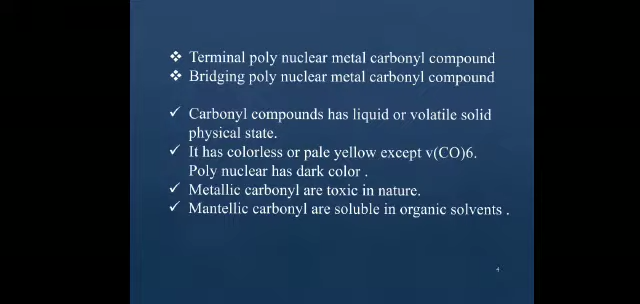 ❖ Terminal poly nuclear metal carbonyl compound
❖ Bridging poly nuclear metal carbonyl compound
✓ Carbonyl compounds has liquid or volatile solid
physical state.
✓ It has colorless or pale yellow except v(CO)6.
Poly nuclear has dark color .
✓ Metallic carbonyl are toxic in nature.
✓ Mantellic carbonyl are soluble in organic solvents .
4